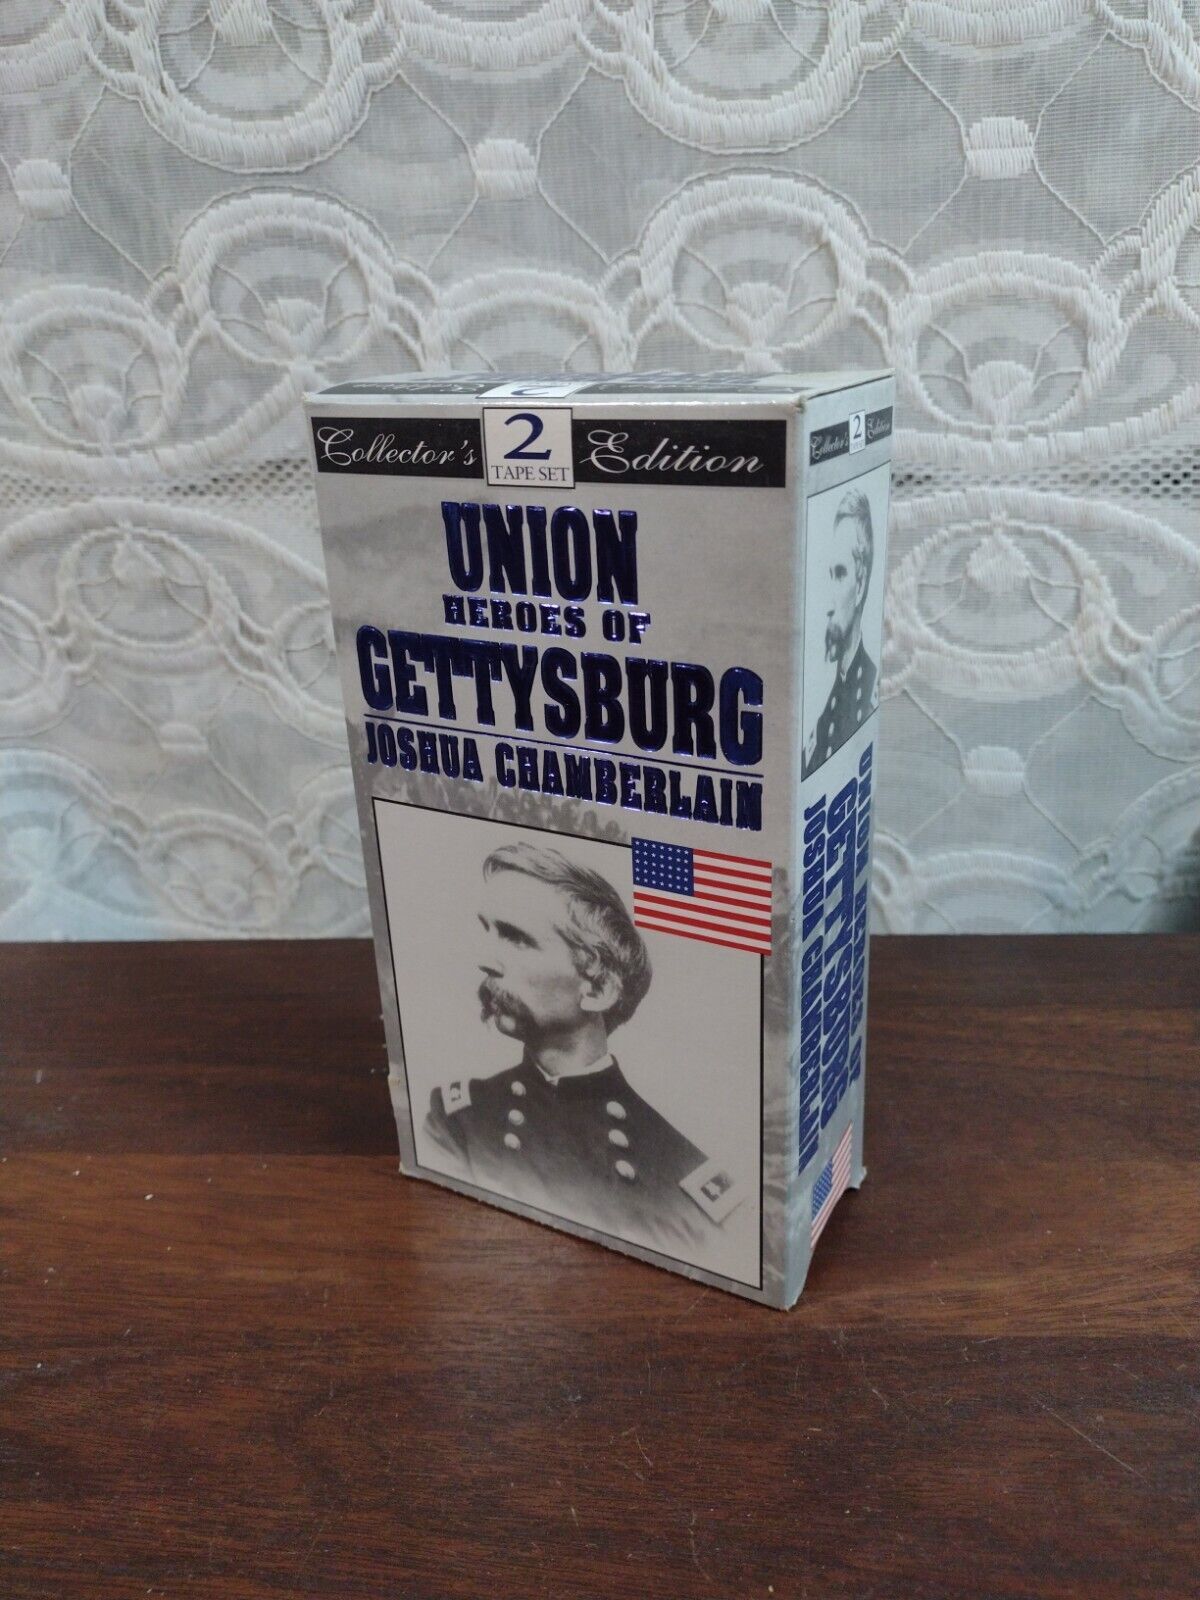 Collector's 2 Edition
TAPE SET
UNION
HEROES OF
GETTYSBURG
JOSHUA CHAMBERLAIN
Collector's 2 Edition
UNION HEROES OF
GETTYSBURG
JOSHUA CHAMBERLAIN